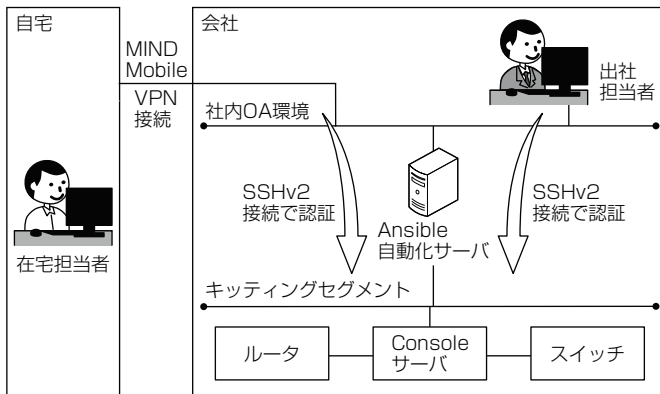 自宅
会社
MIND
Mobile
VPN
接続
出社
担当者
社内OA環境
SSHv2
接続で認証
SSHv2
接続で認証
Ansible
自動化サーバ
在宅担当者
キッティングセグメント
ルータ
Console
サーバ
スイッチ